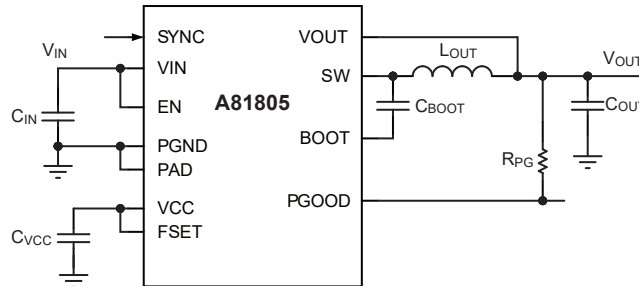 SYNC
VOUT
LOUT
VIN
VIN
SW
VOUT
EN
A81805
CBOOT
CIN
COUT
PGND
BOOT
PAD
RPG
VCC
PGOOD
CVCC
FSET